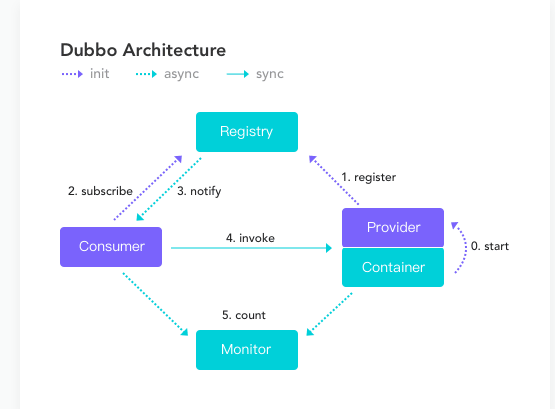 Dubbo Architecture
init async sync
Registry
1. register
2. subscribe 3. notify
Provider
4. invoke
Consumer 0. start
Container
5. count
Monitor